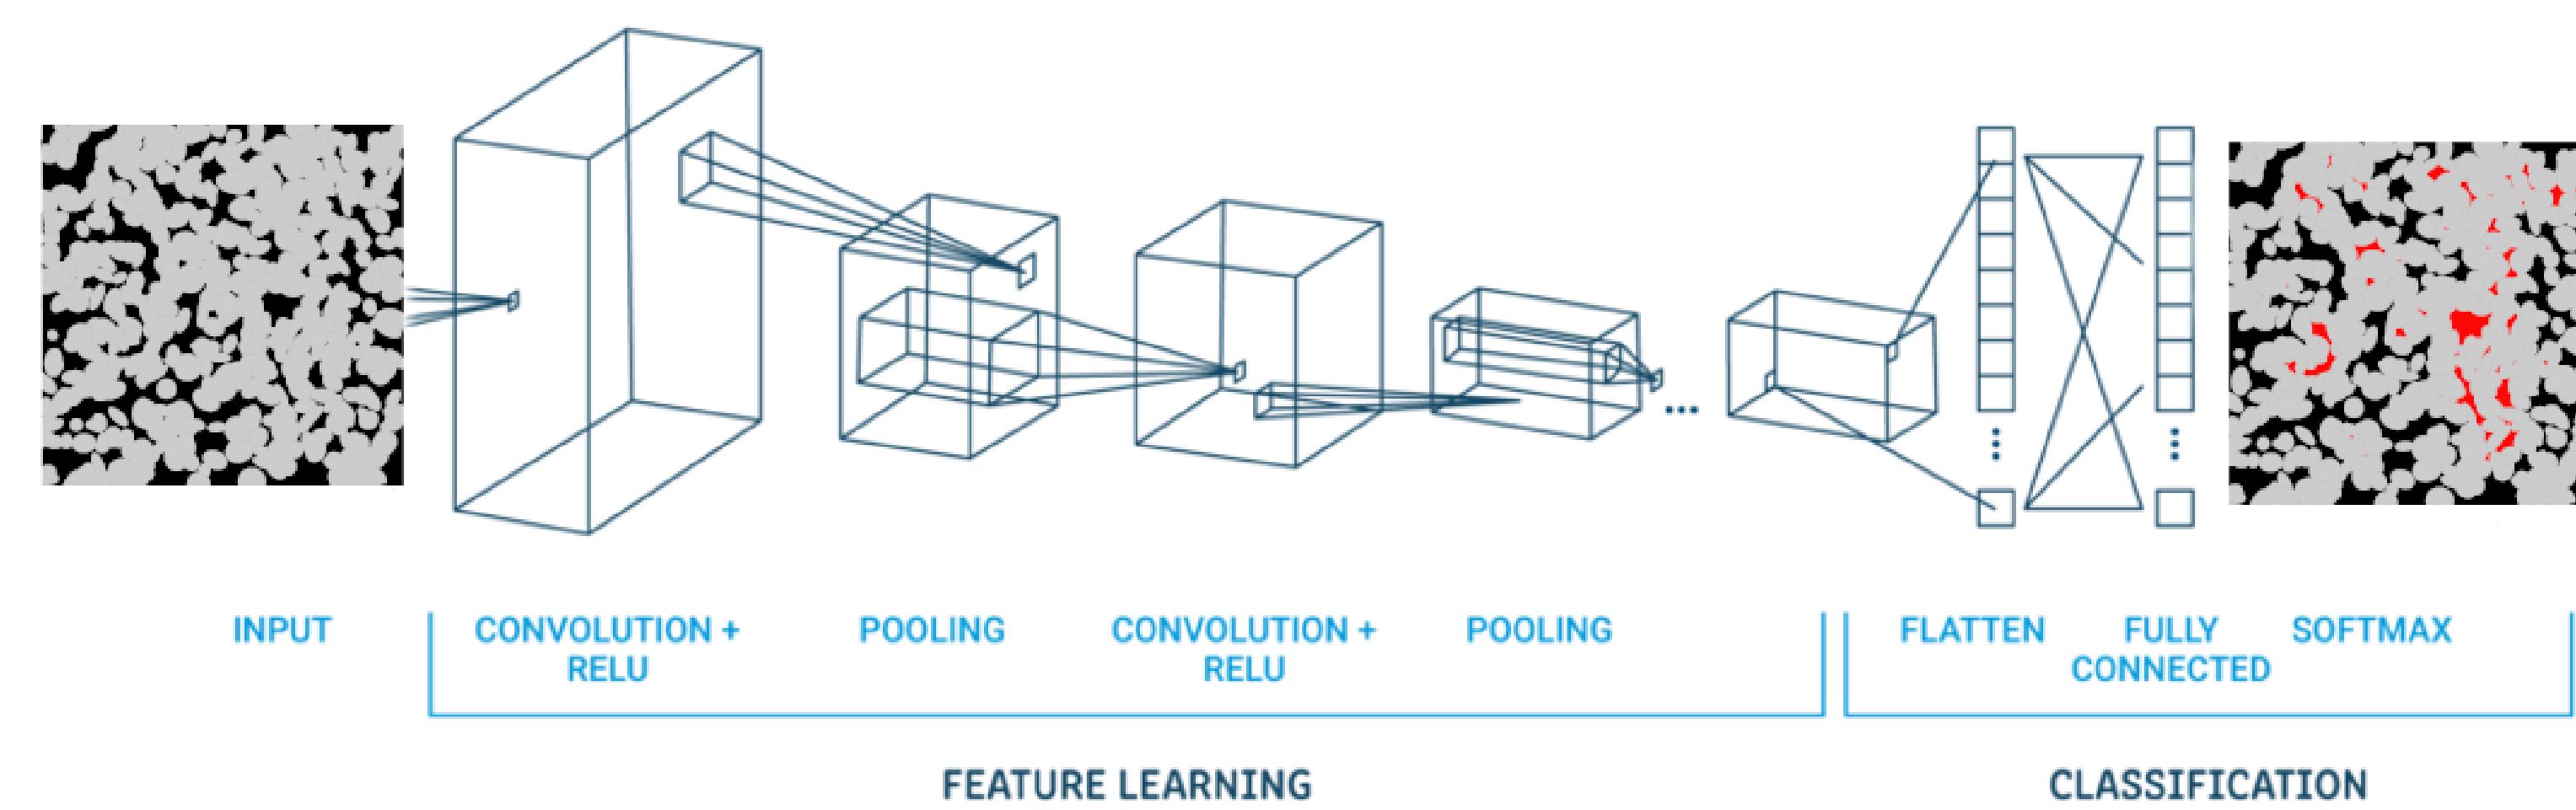 INPUT
CONVOLUTION +
RELU
POOLING
CONVOLUTION +
RELU
POOLING
FLATTEN
FULLY
CONNECTED
SOFTMAX
FEATURE LEARNING
CLASSIFICATION